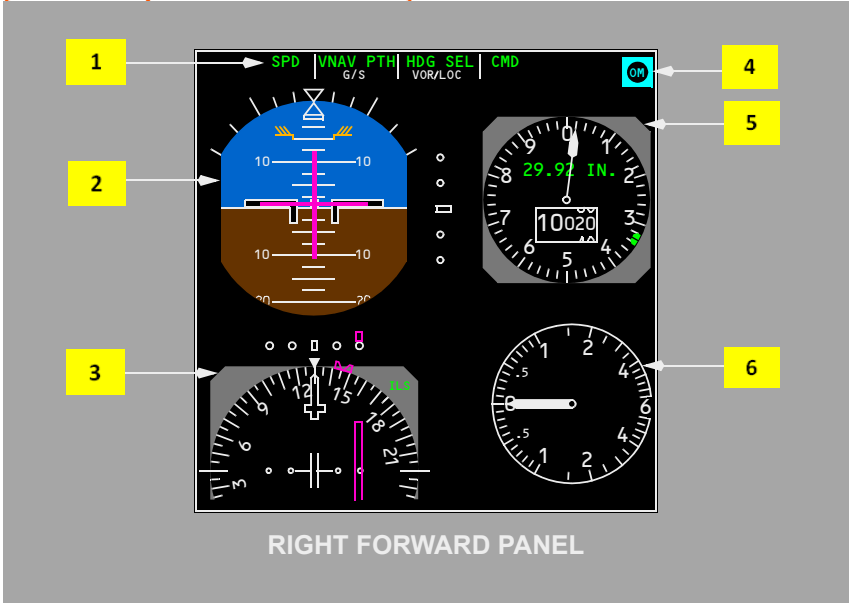 1
SPD VNAV PTH HDG SEL CMD
G/S VOR/LOC
OM
4
5
2
10 10
10 10
20 20
0 1 2 3 4 5 6 7 8 9
29.92 IN.
10020
3
ILS
3 6 9 12 15 18 21
6
.5 1 2 4 6
0
.5 1 2 4
RIGHT FORWARD PANEL